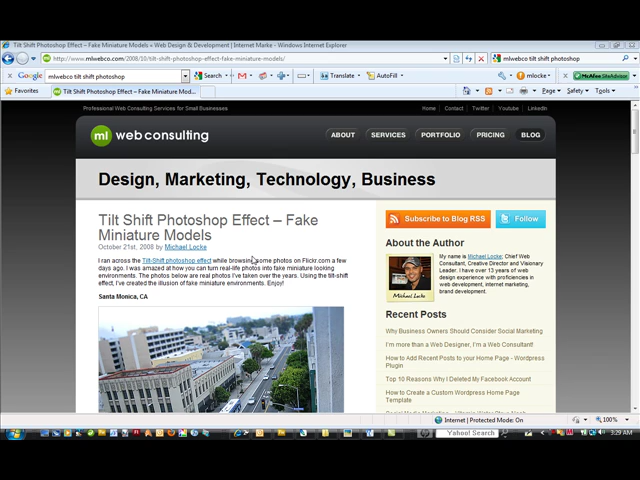 Tilt Shift Photoshop Effect – Fake Miniature Models « Web Design & Development | Internet Marke - Windows Internet Explorer
http://www.mlwebco.com/2008/10/tilt-shift-photoshop-effect-fake-miniature-models/
mlwebco tilt shift photoshop
Google
mlwebco tilt shift photoshop
Search
Translate
AutoFill
mlocke
McAfee SiteAdvisor
Favorites
Tilt Shift Photoshop Effect – Fake Miniature Mod...
Page
Safety
Tools
Professional Web Consulting Services for Small Businesses
Home
Contact
Twitter
Youtube
LinkedIn
ml web consulting
ABOUT
SERVICES
PORTFOLIO
PRICING
BLOG
Design, Marketing, Technology, Business
Tilt Shift Photoshop Effect – Fake
Miniature Models
October 21st, 2008 by Michael Locke
I ran across the Tilt-Shift photoshop effect while browsing some photos on Flickr.com a few
days ago. I was amazed at how you can turn real-life photos into fake miniature looking
environments. The photos below are real photos I've taken over the years. Using the tilt-shift
effect, I've created the illusion of fake miniature environments. Enjoy!
Santa Monica, CA
Subscribe to Blog RSS
Follow
About the Author
My name is Michael Locke; Chief Web
Consultant, Creative Director and Visionary
Leader. I have over 13 years of web
design experience with proficiencies in
web development, internet marketing,
brand development.
Michael Locke
Recent Posts
Why Business Owners Should Consider Social Marketing
I'm more than a Web Designer, I'm a Web Consultant!
How to Add Recent Posts to your Home Page - Wordpress
Plugin
Top 10 Reasons Why I Deleted My Facebook Account
How to Create a Custom Wordpress Home Page
Template
Internet | Protected Mode: On
100%
Yahoo! Search
3:29 AM